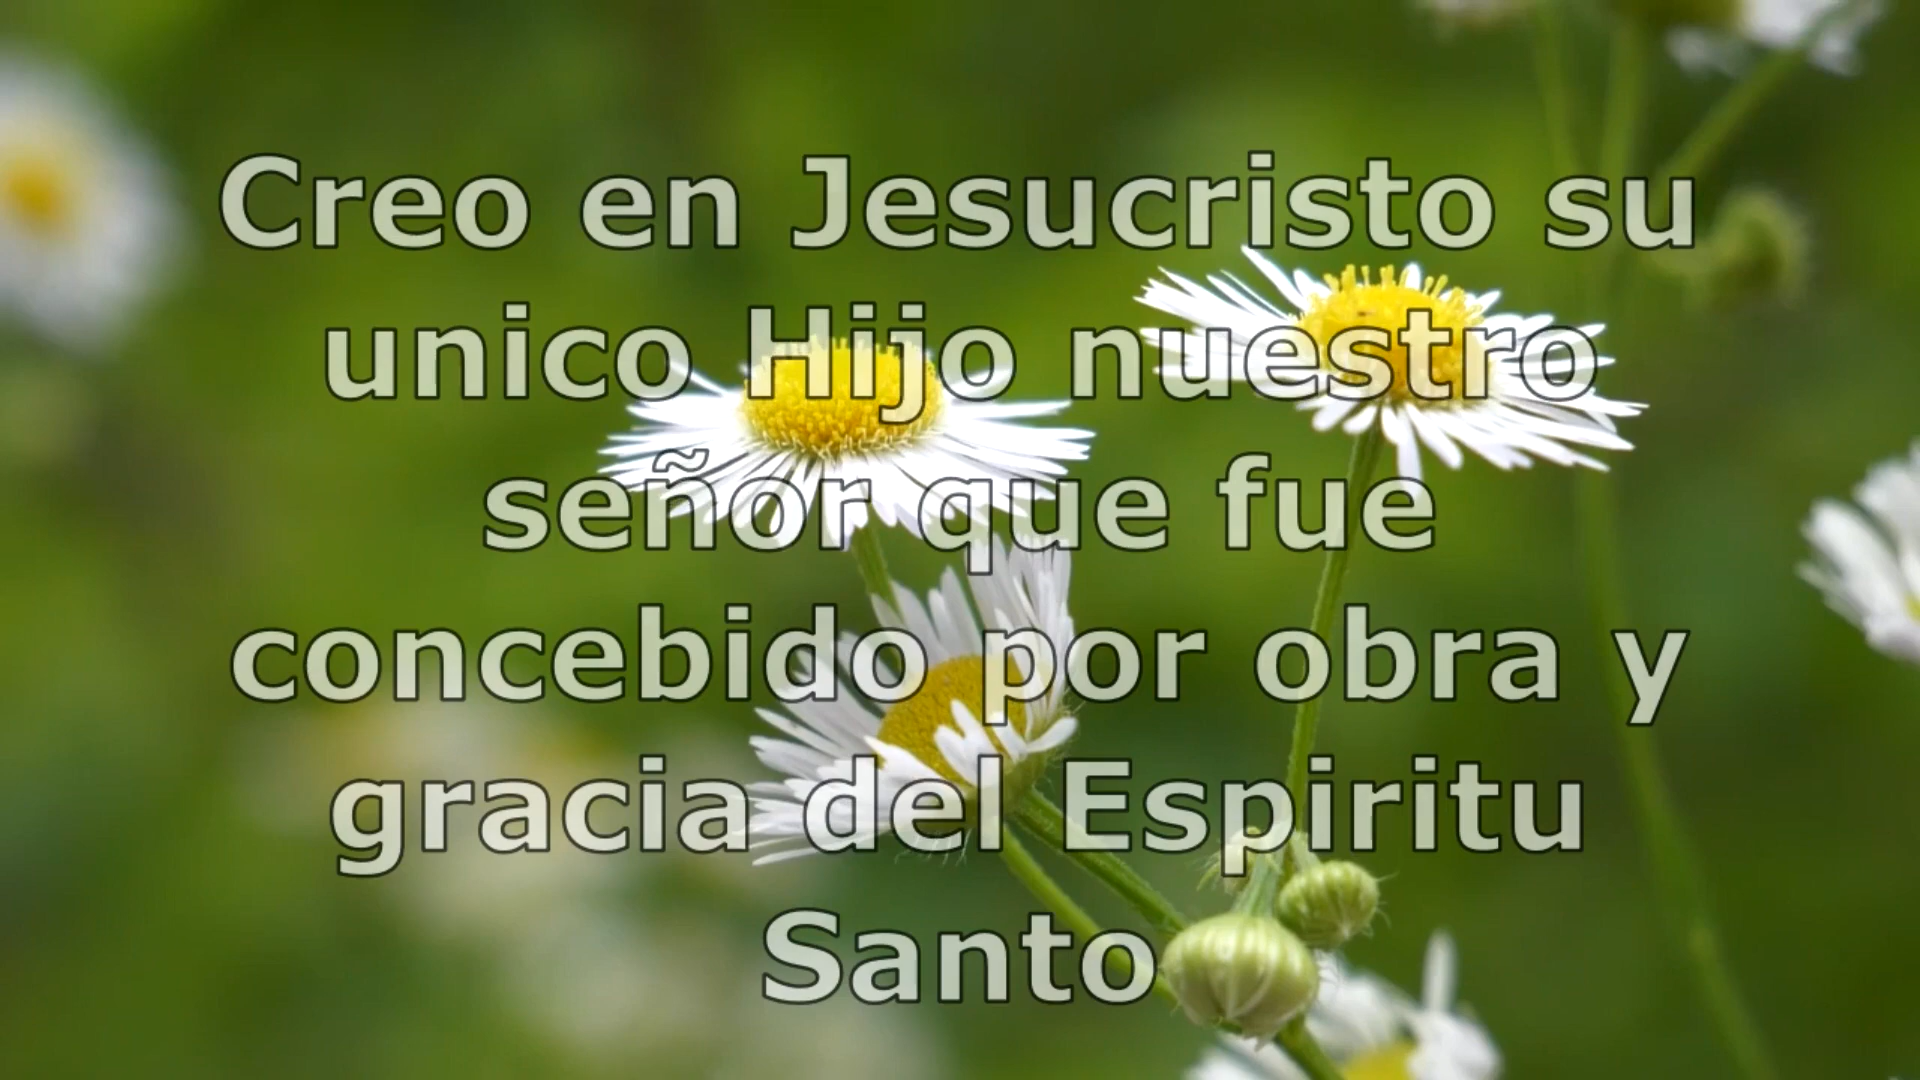 Creo en Jesucristo su
unico Hijo nuestro
señor que fue
concebido por obra y
gracia del Espiritu
Santo